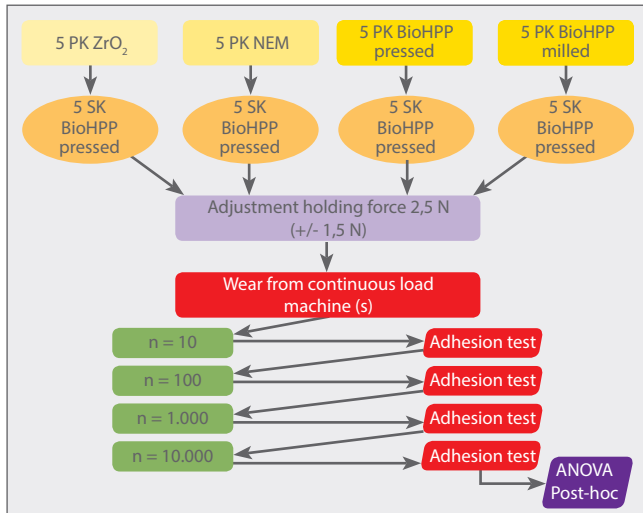 5 PK ZrO₂
5 PK NEM
5 PK BioHPP
pressed
5 PK BioHPP
milled
5 SK
BioHPP
pressed
5 SK
BioHPP
pressed
5 SK
BioHPP
pressed
5 SK
BioHPP
pressed
Adjustment holding force 2,5 N
(+/- 1,5 N)
Wear from continuous load
machine (s)
n = 10
Adhesion test
n = 100
Adhesion test
n = 1.000
Adhesion test
n = 10.000
Adhesion test
ANOVA
Post-hoc